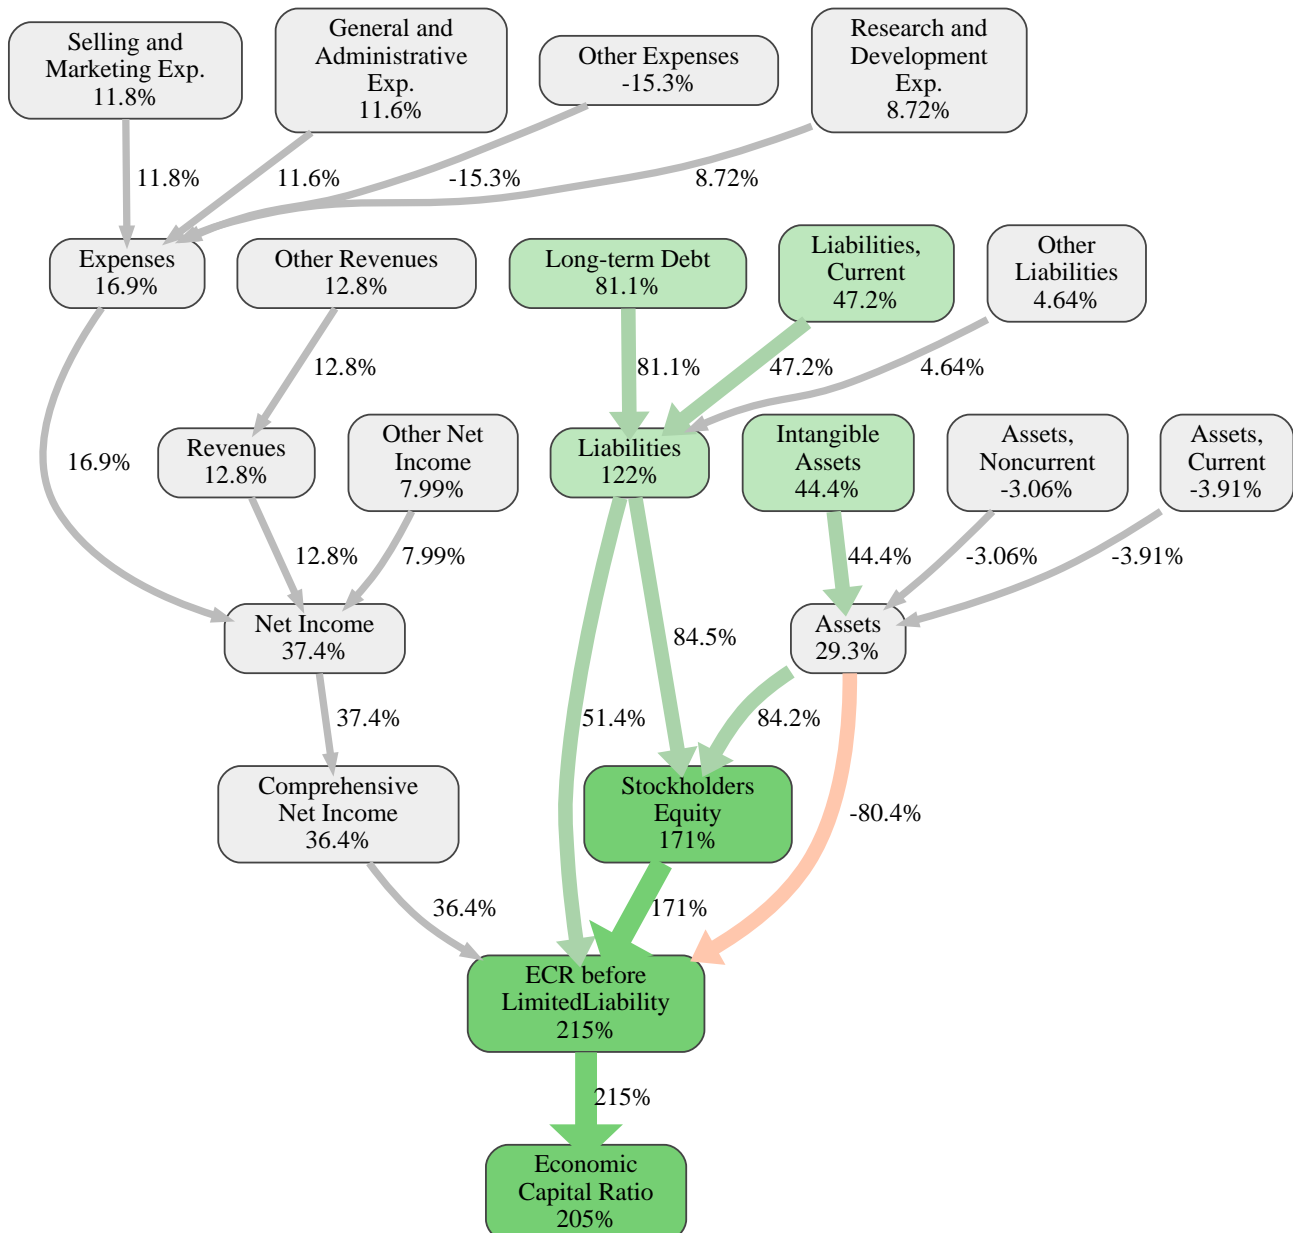 Selling and
Marketing Exp.
11.8%
General and
Administrative
Exp.
11.6%
Other Expenses
-15.3%
Research and
Development
Exp.
8.72%
11.8%
11.6%
-15.3%
8.72%
Expenses
16.9%
Other Revenues
12.8%
Long-term Debt
81.1%
Liabilities,
Current
47.2%
Other
Liabilities
4.64%
12.8%
81.1%
47.2%
4.64%
16.9%
Revenues
12.8%
Other Net
Income
7.99%
Liabilities
122%
Intangible
Assets
44.4%
Assets,
Noncurrent
-3.06%
Assets,
Current
-3.91%
12.8%
7.99%
44.4%
-3.06%
-3.91%
Net Income
37.4%
84.5%
Assets
29.3%
37.4%
51.4%
84.2%
Comprehensive
Net Income
36.4%
Stockholders
Equity
171%
-80.4%
36.4%
171%
ECR before
LimitedLiability
215%
215%
Economic
Capital Ratio
205%